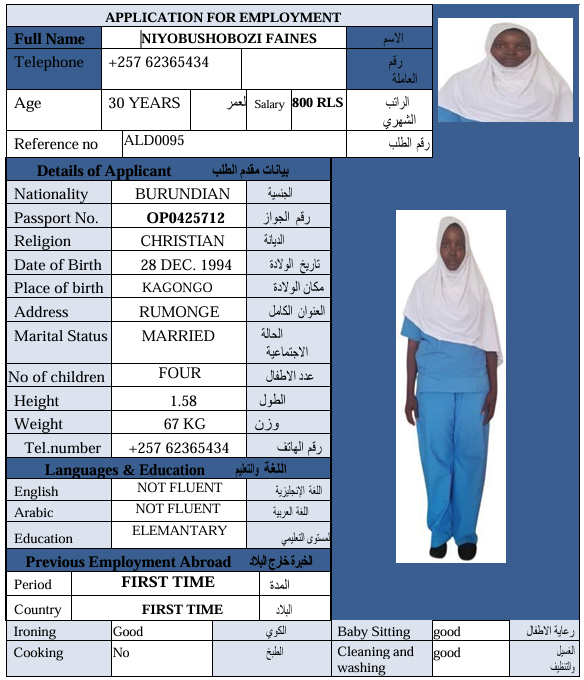 APPLICATION FOR EMPLOYMENT
Full Name NIYOBUSHOBOZI FAINES الاسم
Telephone +257 62365434 رقم
العاملة
Age 30 YEARS لعمر Salary 800 RLS الراتب
الشهري
Reference no ALD0095 رقم الطلب
Details of Applicant بيانات مقدم الطلب
Nationality BURUNDIAN الجنسية
Passport No. OP0425712 رقم الجواز
Religion CHRISTIAN الديانة
Date of Birth 28 DEC. 1994 تاريخ الولادة
Place of birth KAGONGO مكان الولادة
Address RUMONGE العنوان الكامل
Marital Status MARRIED الحالة
الاجتماعية
No of children FOUR عدد الاطفال
Height 1.58 الطول
Weight 67 KG وزن
Tel.number +257 62365434 رقم الهاتف
Languages & Education اللغة والتعليم
English NOT FLUENT اللغة الإنجليزية
Arabic NOT FLUENT اللغة العربية
Education ELEMANTARY لمستوى التعليمي
Previous Employment Abroad الخبرة خارج البلاد
Period FIRST TIME المدة
Country FIRST TIME البلاد
Ironing Good الكوي Baby Sitting good رعاية الاطفال
Cooking No الطبخ Cleaning and good الغسيل
washing والتنظيف